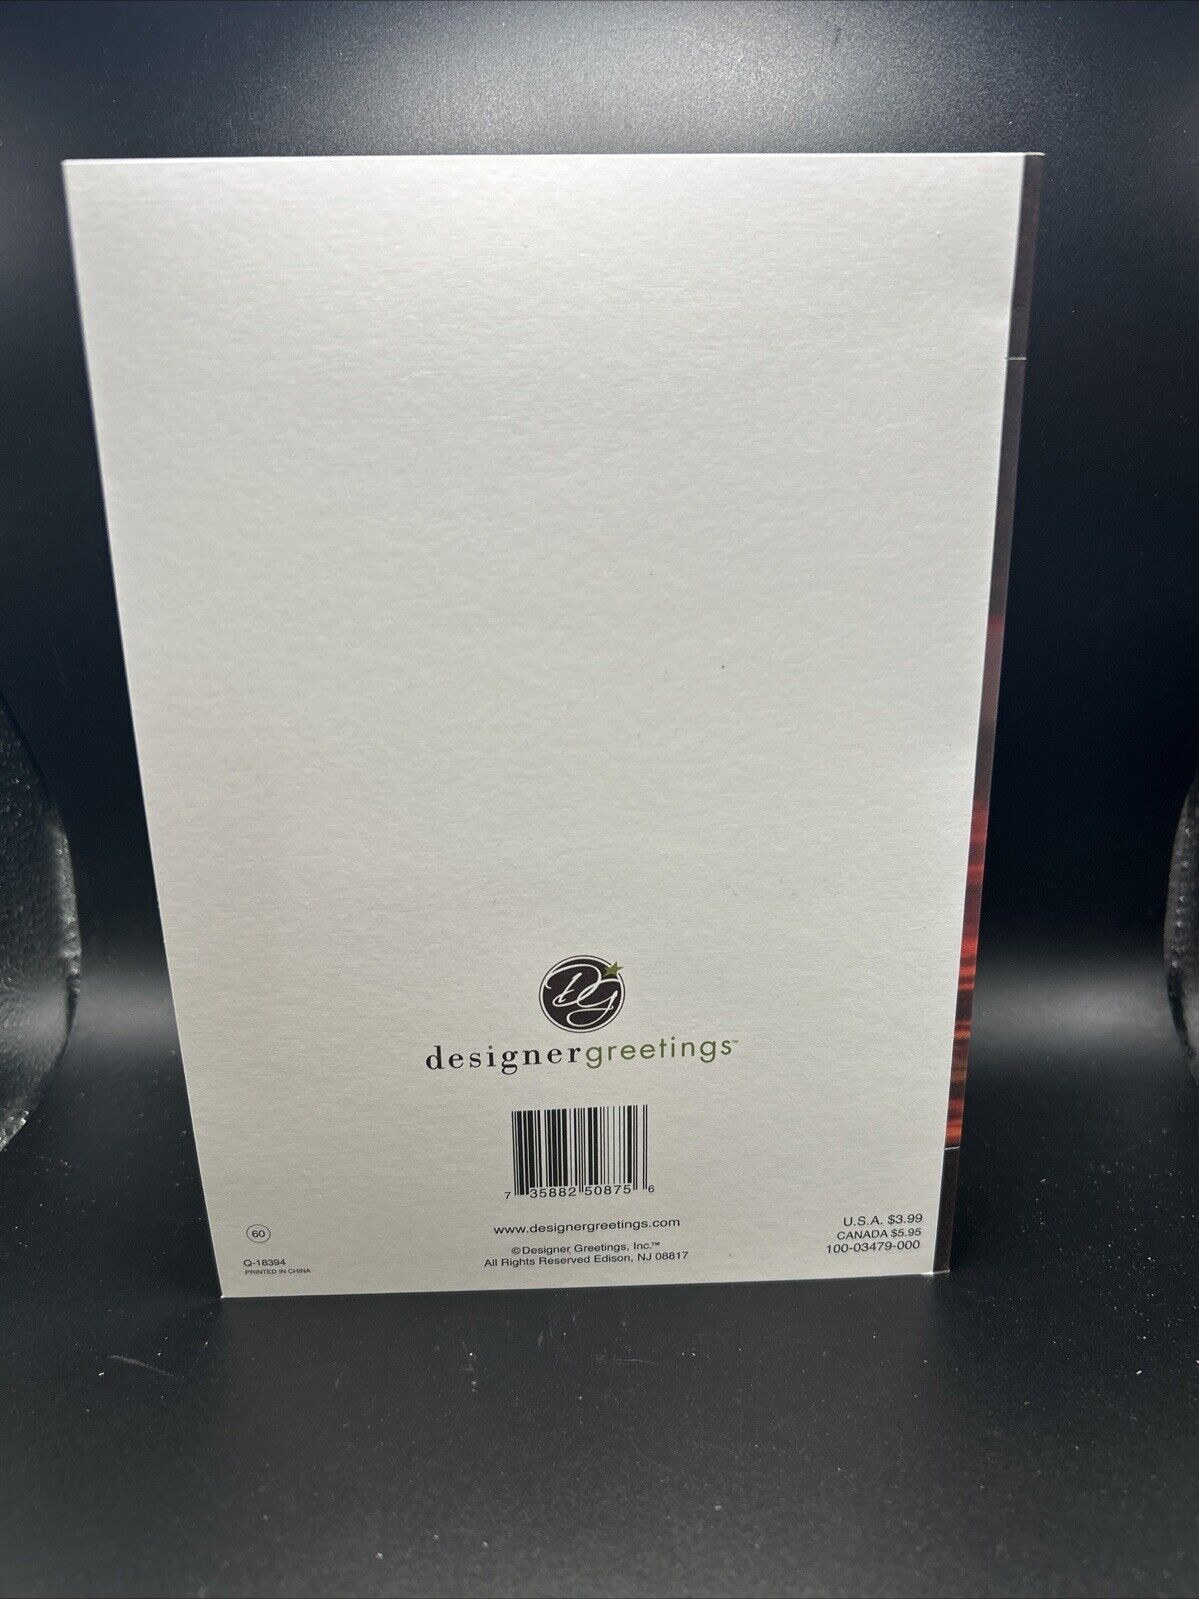 DG
designergreetings™
7 35882 50875 6
www.designergreetings.com
©Designer Greetings, Inc.™
All Rights Reserved Edison, NJ 08817
60
Q-18394
PRINTED IN CHINA
U.S.A. $3.99
CANADA $5.95
100-03479-000